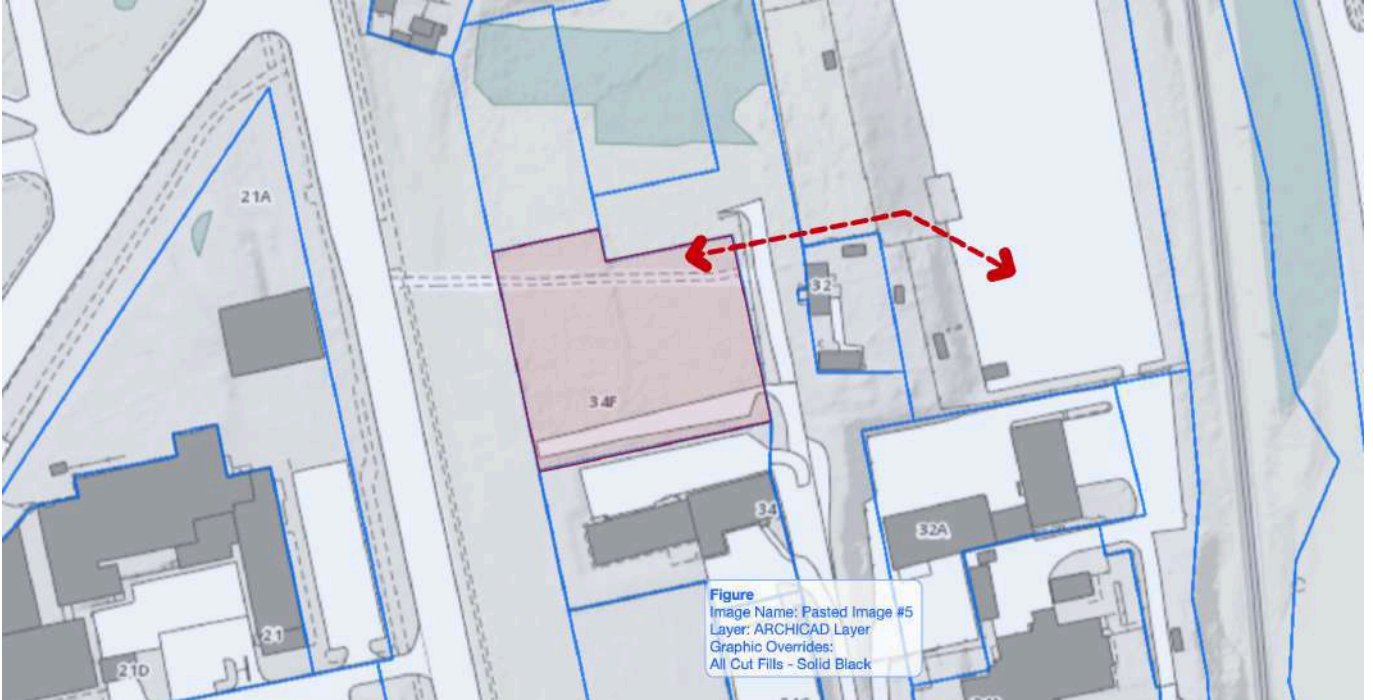 21A
32
34F
34
32A
21
21D
Figure
Image Name: Pasted Image #5
Layer: ARCHICAD Layer
Graphic Overrides:
All Cut Fills - Solid Black